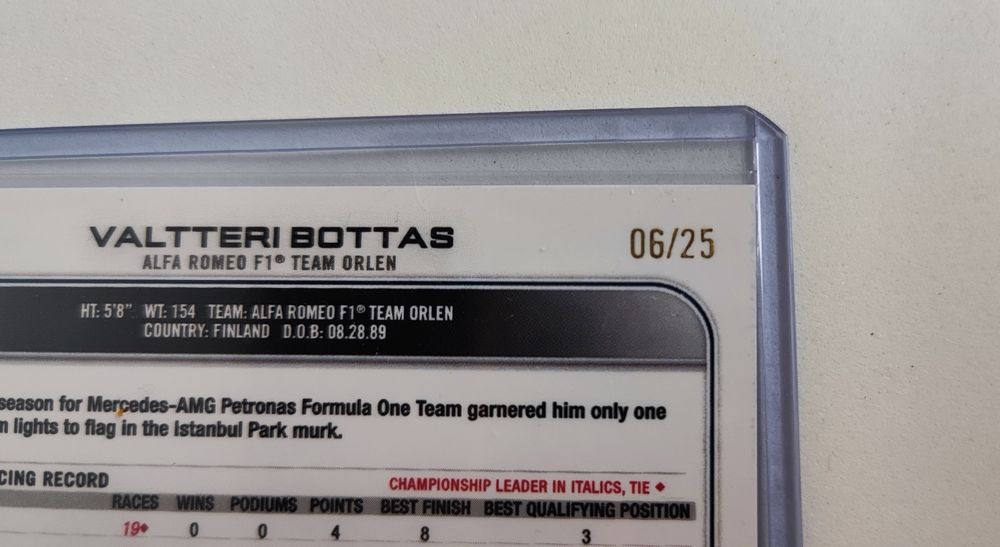 VALTTERI BOTTAS
06/25
ALFA ROMEO F1® TEAM ORLEN
HT: 5'8" WT: 154 TEAM: ALFA ROMEO F1® TEAM ORLEN
COUNTRY: FINLAND D.O.B: 08.28.89
season for Mercedes-AMG Petronas Formula One Team garnered him only one
lights to flag in the Istanbul Park murk.
RECORD
CHAMPIONSHIP LEADER IN ITALICS, TIE ♦
RACES WINS PODIUMS POINTS BEST FINISH BEST QUALIFYING POSITION
19♦ 0 0 4 8 3